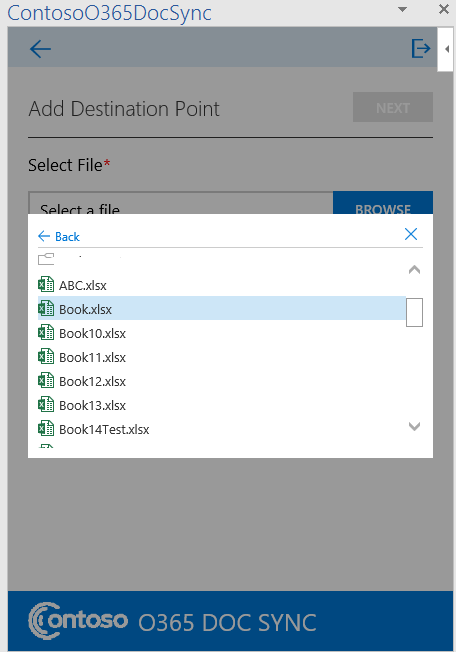 ContosoO365DocSync
Add Destination Point
NEXT
Select File*
Select a file
BROWSE
Back
ABC.xlsx
Book.xlsx
Book10.xlsx
Book11.xlsx
Book12.xlsx
Book13.xlsx
Book14Test.xlsx
Contoso O365 DOC SYNC